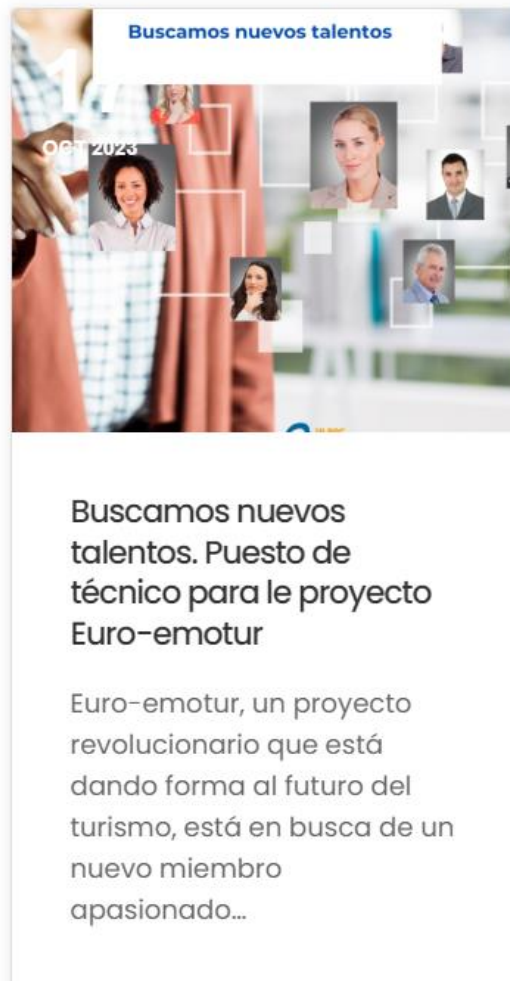 Buscamos nuevos talentos
17
OCT 2023
Buscamos nuevos
talentos. Puesto de
técnico para le proyecto
Euro-emotur
Euro-emotur, un proyecto
revolucionario que está
dando forma al futuro del
turismo, está en busca de un
nuevo miembro
apasionado...